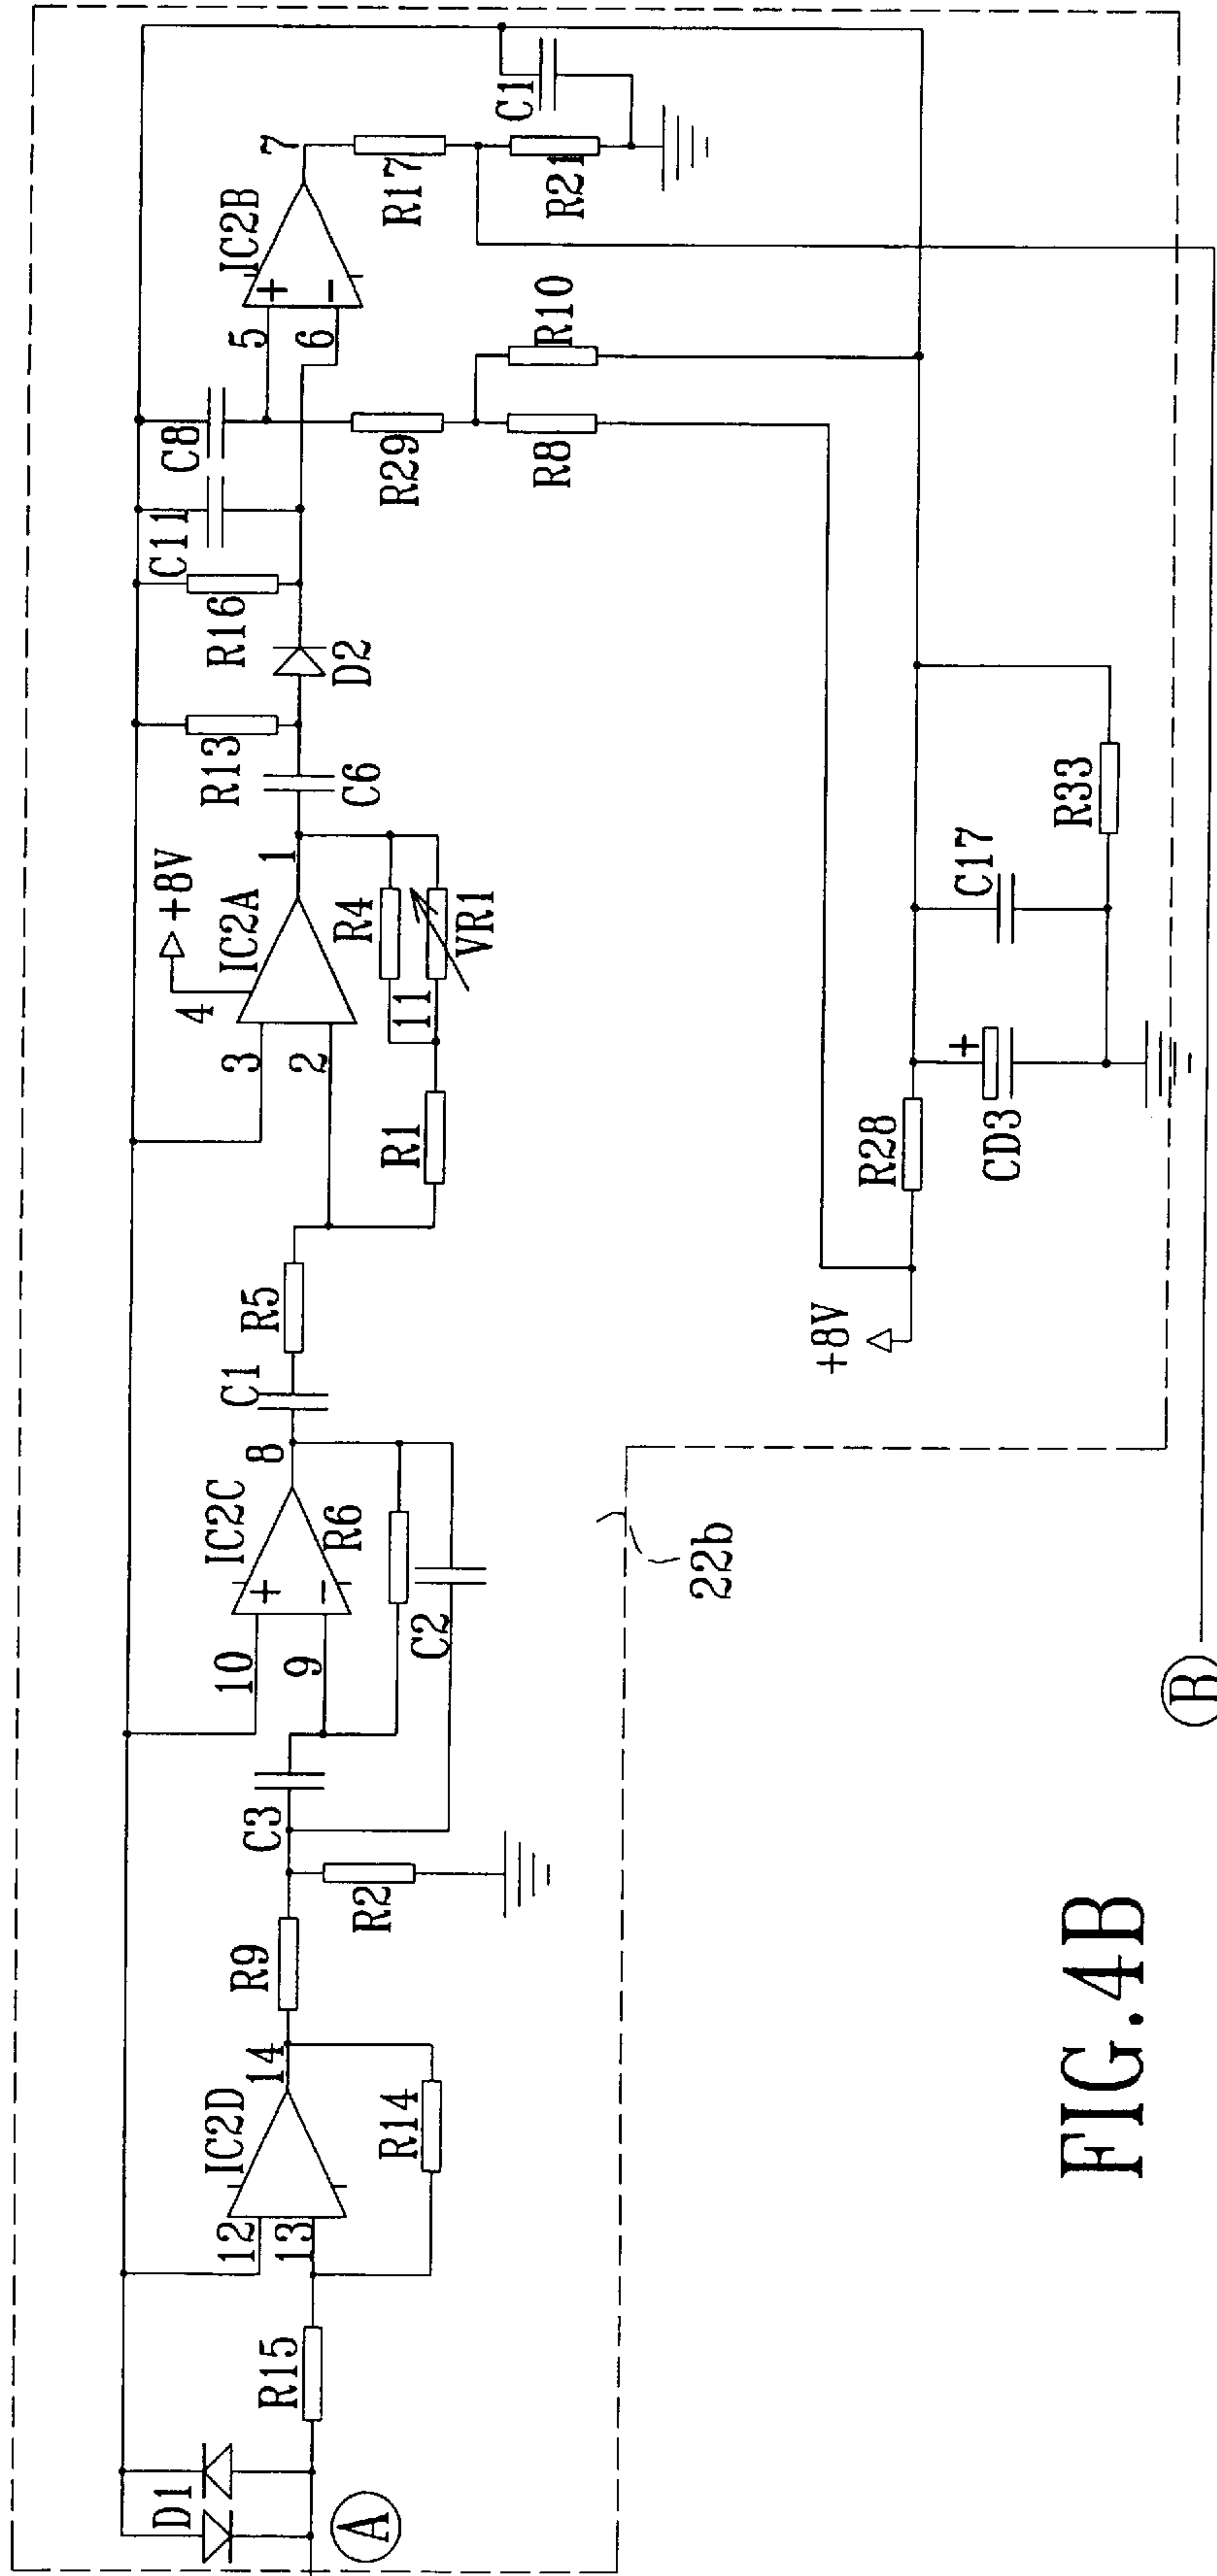 D1
A
R15
12
13
IC2D
14
R14
R9
R2
C3
10
9
IC2C
8
R6
C2
C1
R5
R1
3
2
4
+8V
IC2A
1
R4
11
VR1
C6
R13
D2
R16
C11
C8
5
6
IC2B
7
R17
R21
C1
R29
R8
R10
+8V
R28
CD3
+
C17
R33
22b
B
+
−
+
−
FIG.4B